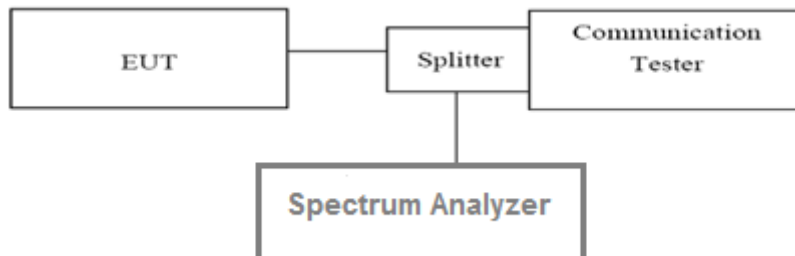 EUT
Splitter
Communication
Tester
Spectrum Analyzer